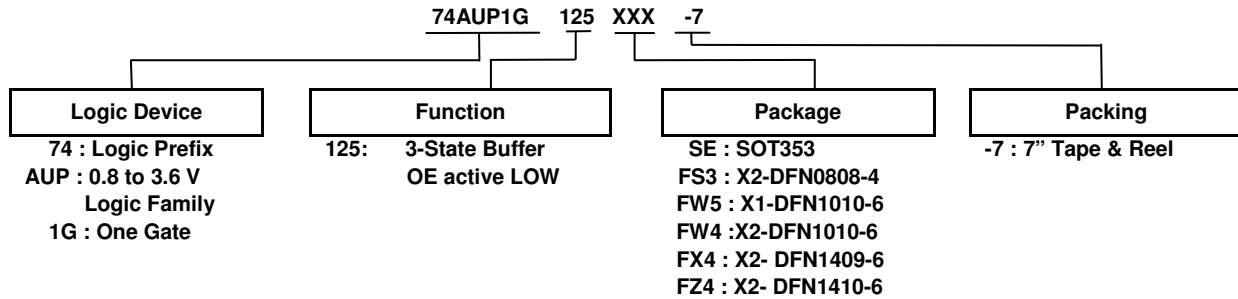 74AUP1G 125 XXX -7
Logic Device
74 : Logic Prefix
AUP : 0.8 to 3.6 V
Logic Family
1G : One Gate
Function
125: 3-State Buffer
OE active LOW
Package
SE : SOT353
FS3 : X2-DFN0808-4
FW5 : X1-DFN1010-6
FW4 :X2-DFN1010-6
FX4 : X2- DFN1409-6
FZ4 : X2- DFN1410-6
Packing
-7 : 7” Tape & Reel